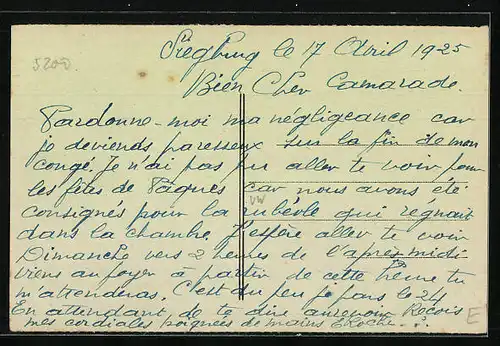 5200.
Siegburg le 17 Avril 1925
Bien Cher Camarade.
Pardonne-moi ma négligeance car
je deviends paresseux sur la fin de mon
congé. Je n'ai pas pu aller te voir pour
les fêtes de Pâques car nous avons été
consignés pour la rubéole qui regnait
dans la chambre. J'espère aller te voir
Dimanche vers 2 heures de l'après midi
viens au foyer à partir de cette heure tu
m'attenderas. C'est du peu je pars le 24
En attendant de te dire au revoir Reçois
mes cordiales poignées de mains
E